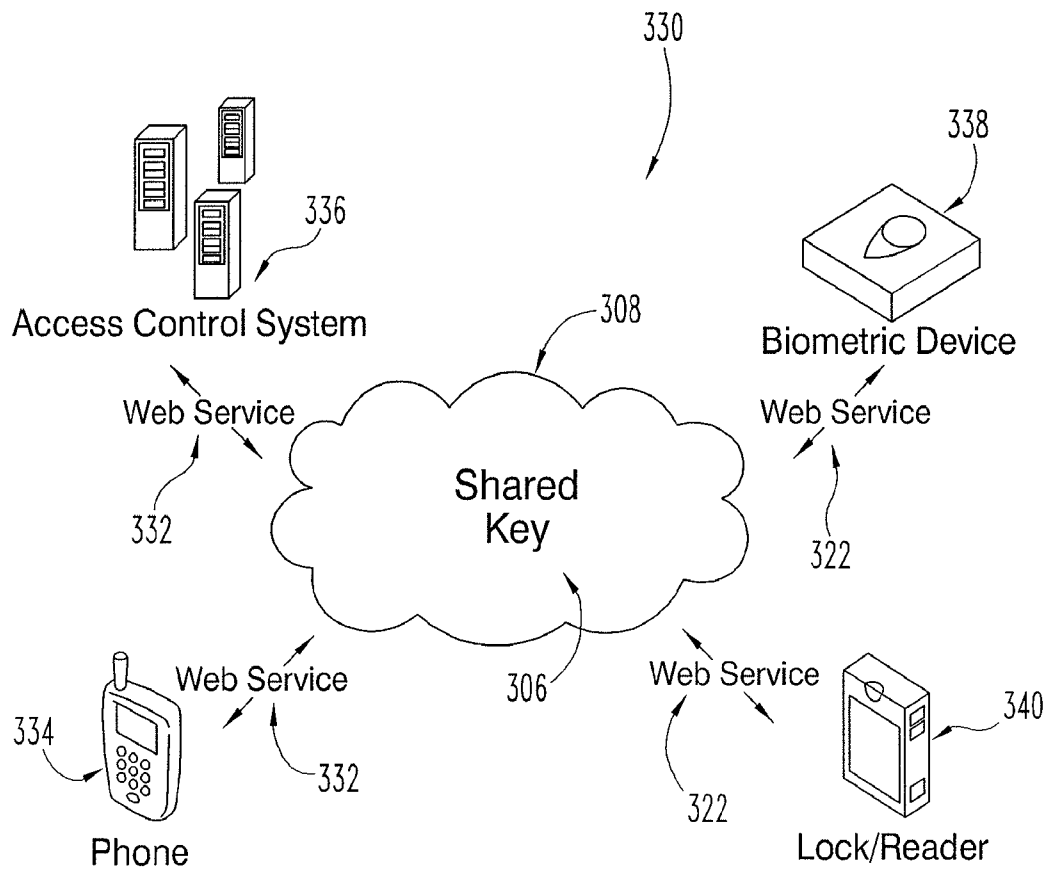 330
338
336
Access Control System
308
Biometric Device
Web Service
Web Service
Shared
Key
332
322
306
Web Service
Web Service
334
332
322
340
Phone
Lock/Reader